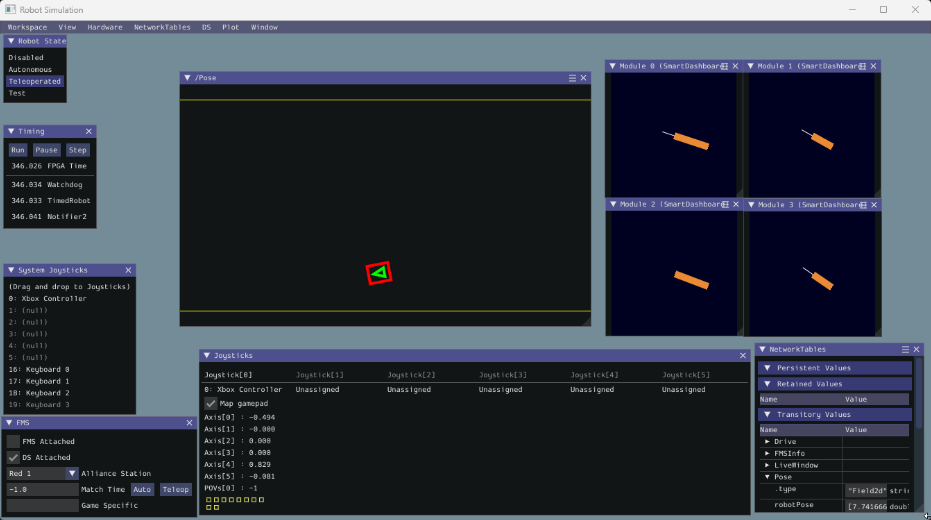 Robot Simulation
Workspace View Hardware NetworkTables DS Plot Window
Robot State
Disabled
Autonomous
Teleoperated
Test
Timing
Run Pause Step
346.026 FPGA Time
346.034 Watchdog
346.033 TimedRobot
346.041 Notifier2
System Joysticks
(Drag and drop to Joysticks)
0: Xbox Controller
1: (null)
2: (null)
3: (null)
4: (null)
5: (null)
16: Keyboard 0
17: Keyboard 1
18: Keyboard 2
19: Keyboard 3
FMS
FMS Attached
DS Attached
Red 1 Alliance Station
-1.0 Match Time Auto Teleop
Game Specific
/Pose
Module 0 (SmartDashboar
Module 1 (SmartDashboar
Module 2 (SmartDashboar
Module 3 (SmartDashboar
Joysticks
Joystick[0] Joystick[1] Joystick[2] Joystick[3] Joystick[4] Joystick[5]
0: Xbox Controller Unassigned Unassigned Unassigned Unassigned Unassigned
Map gamepad
Axis[0] : -0.494
Axis[1] : -0.000
Axis[2] : 0.000
Axis[3] : 0.000
Axis[4] : 0.829
Axis[5] : -0.081
POVs[0] : -1
NetworkTables
Persistent Values
Retained Values
Name Value
Transitory Values
Name Value
Drive
FMSInfo
LiveWindow
Pose
.type "Field2d" stri
robotPose [7.741666 doub